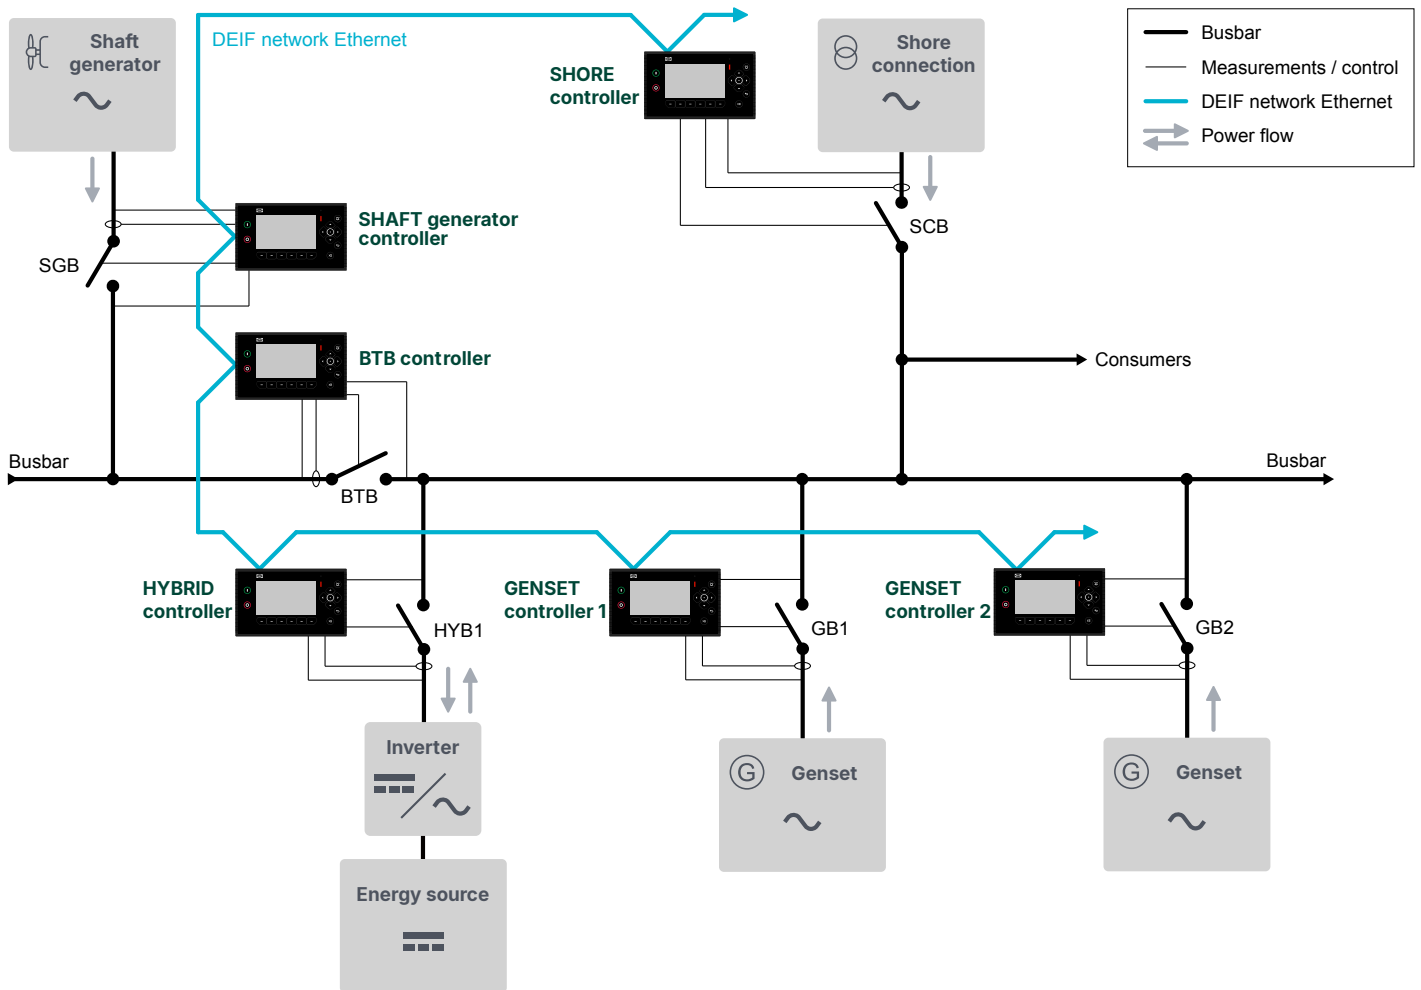 Shaft
generator
DEIF network Ethernet
SHORE
controller
Shore
connection
Busbar
Measurements / control
DEIF network Ethernet
Power flow
SHAFT generator
controller
SGB
SCB
BTB controller
Consumers
Busbar
BTB
Busbar
HYBRID
controller
HYB1
GENSET
controller 1
GB1
GENSET
controller 2
GB2
Inverter
G
Genset
G
Genset
Energy source